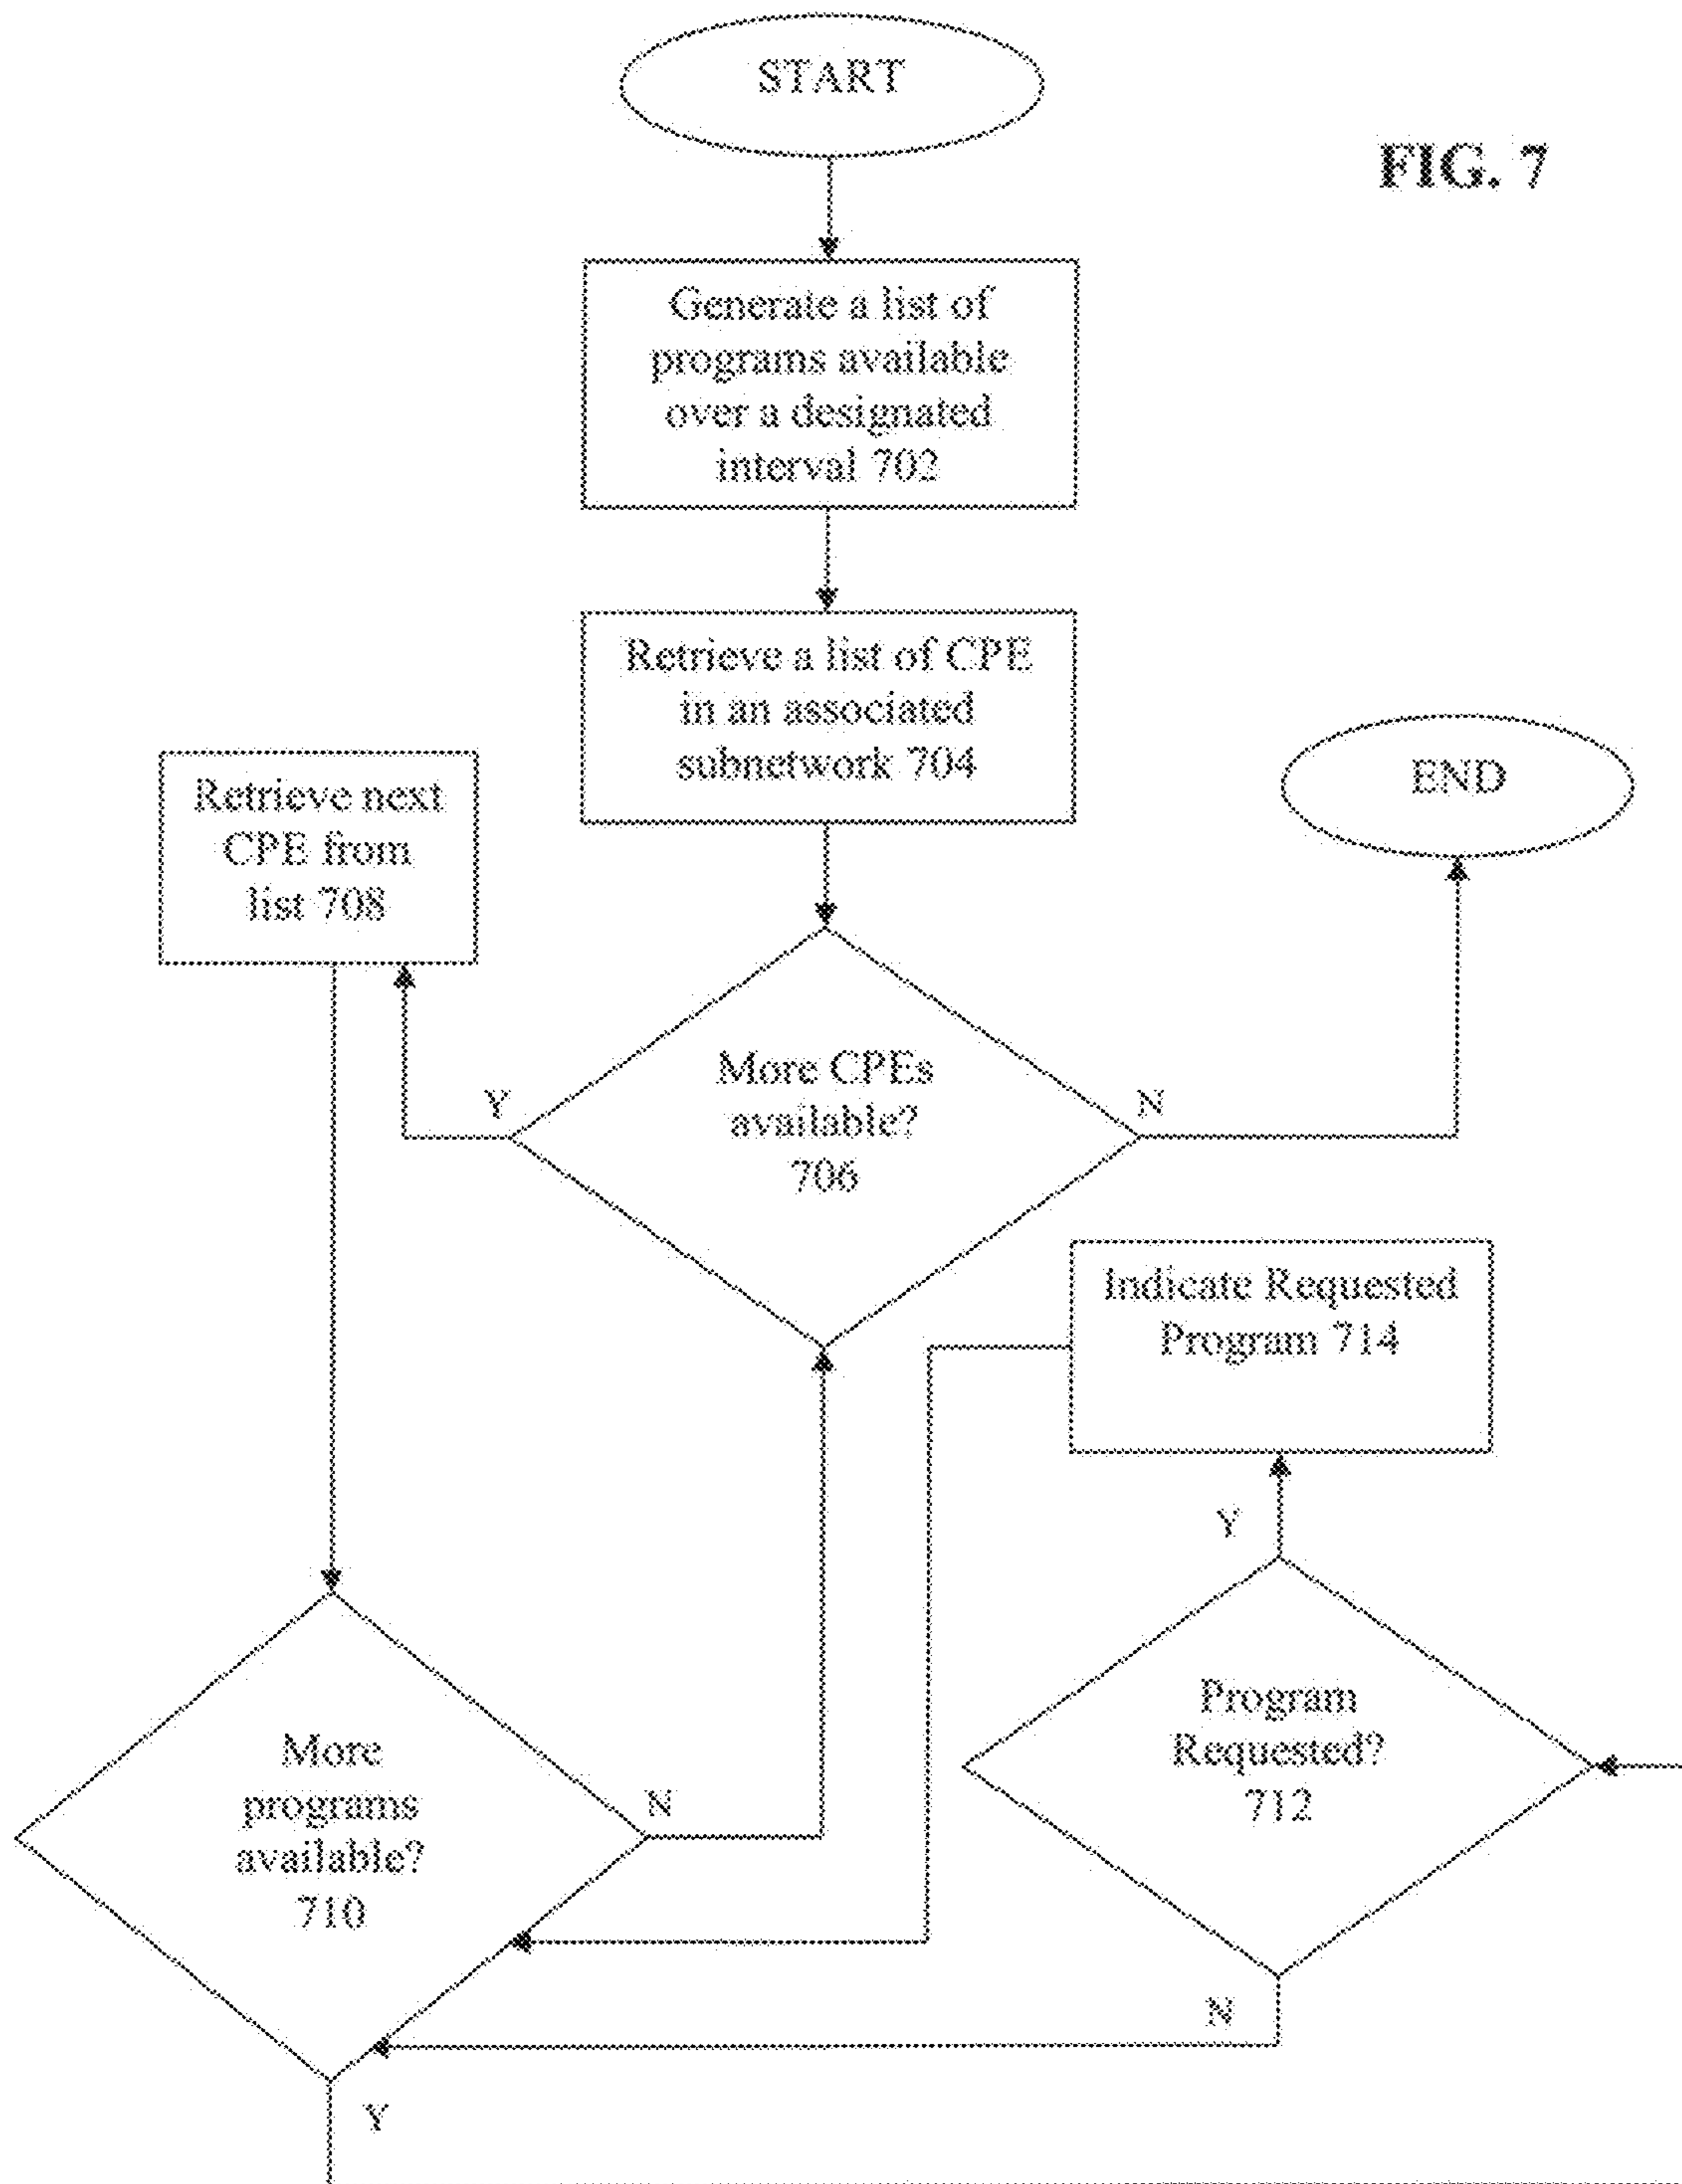 START
FIG. 7
Generate a list of
programs available
over a designated
interval 702
Retrieve a list of CPE
in an associated
subnetwork 704
Retrieve next
CPE from
list 708
END
More CPEs
available?
706
Y
N
Indicate Requested
Program 714
Y
Program
Requested?
712
More
programs
available?
710
N
N
Y